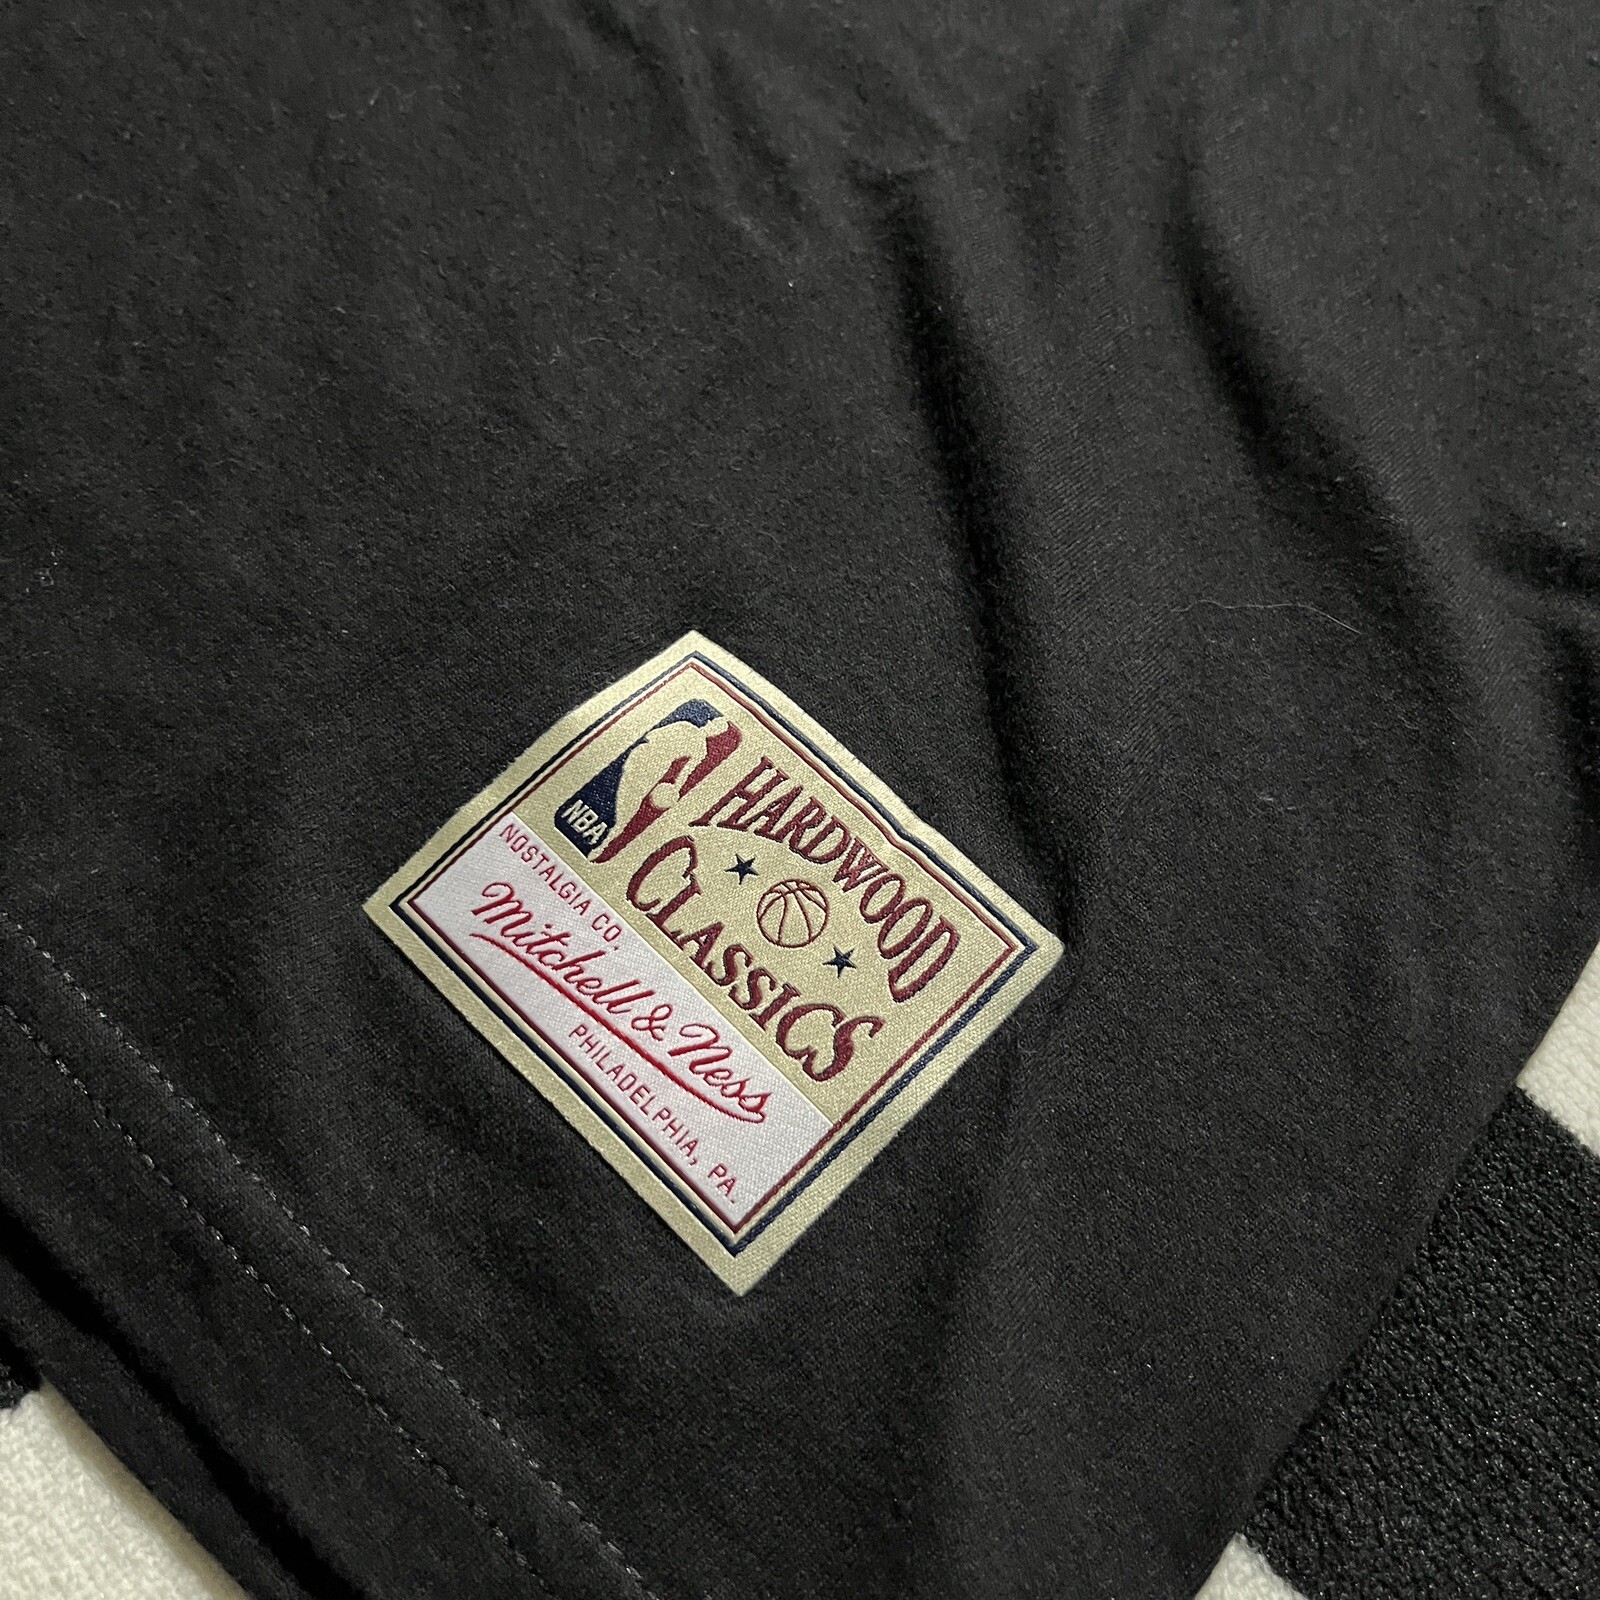 NBA
HARDWOOD
CLASSICS
NOSTALGIA CO.
Mitchell & Ness
PHILADELPHIA, PA.